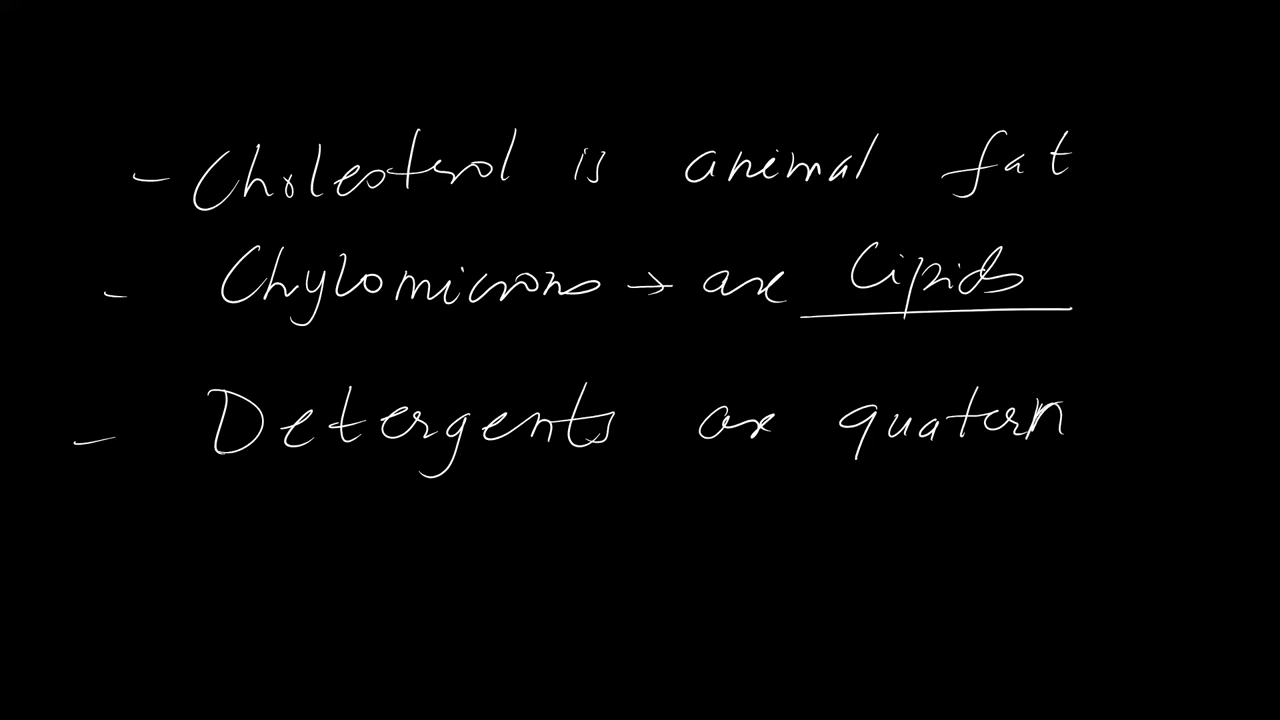 - Cholesterol is animal fat
- Chylomicrons → are Lipids
- Detergents are quatern